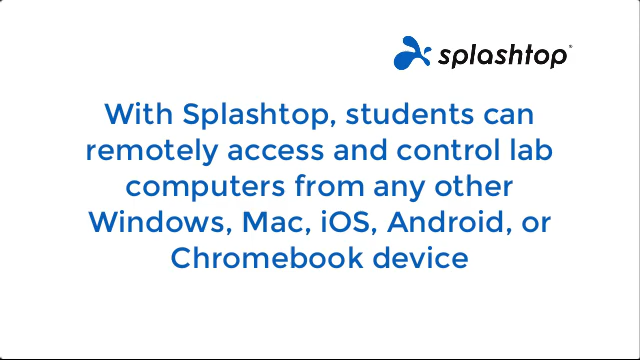 splashtop
With Splashtop, students can
remotely access and control lab
computers from any other
Windows, Mac, iOS, Android, or
Chromebook device